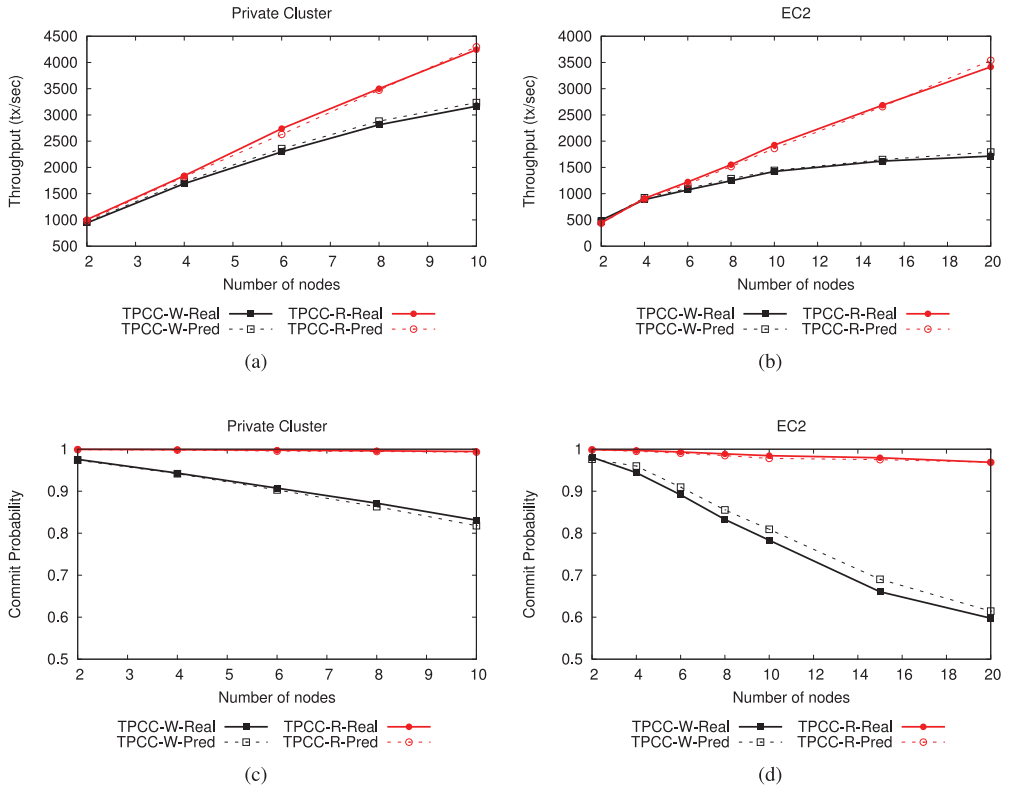 Private Cluster
Throughput (tx/sec)
4500
4000
3500
3000
2500
2000
1500
1000
500
2 3 4 5 6 7 8 9 10
Number of nodes
TPCC-W-Real TPCC-R-Real
TPCC-W-Pred TPCC-R-Pred
(a)
EC2
Throughput (tx/sec)
4000
3500
3000
2500
2000
1500
1000
500
0
2 4 6 8 10 12 14 16 18 20
Number of nodes
TPCC-W-Real TPCC-R-Real
TPCC-W-Pred TPCC-R-Pred
(b)
Private Cluster
Commit Probability
1
0.9
0.8
0.7
0.6
0.5
2 3 4 5 6 7 8 9 10
Number of nodes
TPCC-W-Real TPCC-R-Real
TPCC-W-Pred TPCC-R-Pred
(c)
EC2
Commit Probability
1
0.9
0.8
0.7
0.6
0.5
2 4 6 8 10 12 14 16 18 20
Number of nodes
TPCC-W-Real TPCC-R-Real
TPCC-W-Pred TPCC-R-Pred
(d)